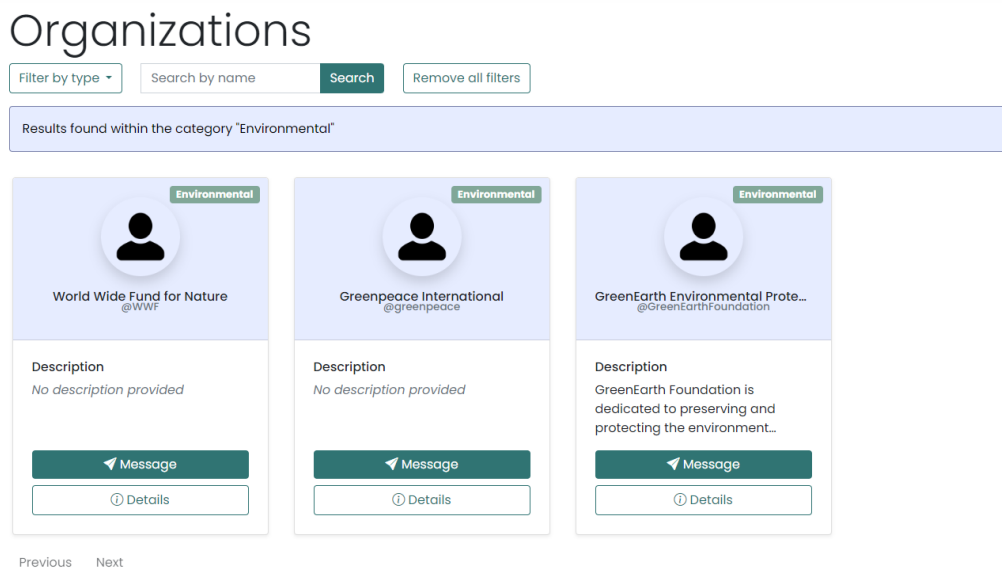 Organizations
Filter by type
Search by name
Search
Remove all filters
Results found within the category "Environmental"
Environmental
World Wide Fund for Nature
@WWF
Description
No description provided
Message
Details
Environmental
Greenpeace International
@greenpeace
Description
No description provided
Message
Details
Environmental
GreenEarth Environmental Prote...
@GreenEarthFoundation
Description
GreenEarth Foundation is
dedicated to preserving and
protecting the environment...
Message
Details
Previous Next